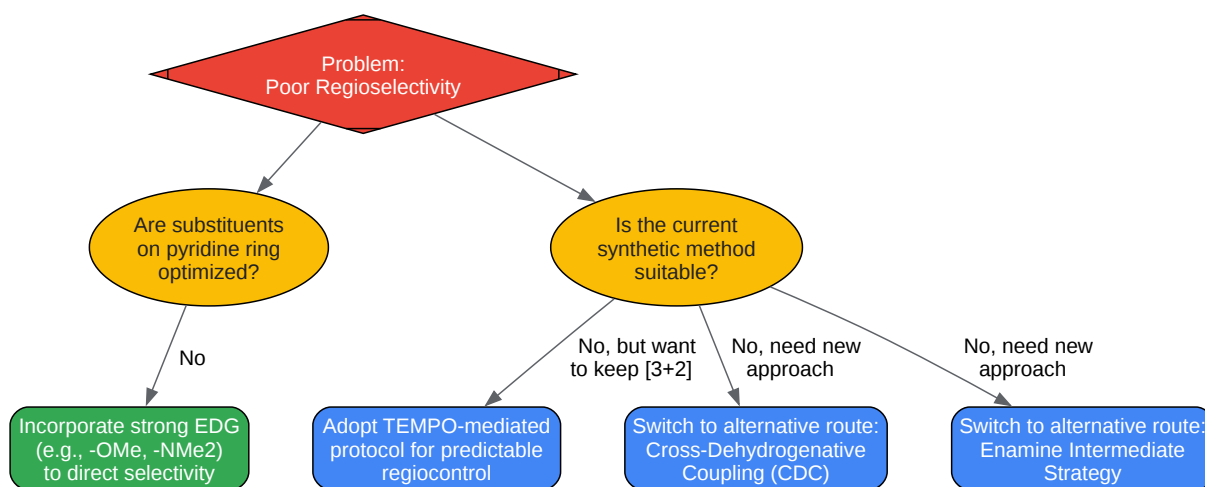 Problem:
Poor Regioselectivity
Are substituents
on pyridine ring
optimized?
Is the current
synthetic method
suitable?
No
No, but want
to keep [3+2]
No, need new
approach
No, need new
approach
Incorporate strong EDG
(e.g., -OMe, -NMe2)
to direct selectivity
Adopt TEMPO-mediated
protocol for predictable
regiocontrol
Switch to alternative route:
Cross-Dehydrogenative
Coupling (CDC)
Switch to alternative route:
Enamine Intermediate
Strategy